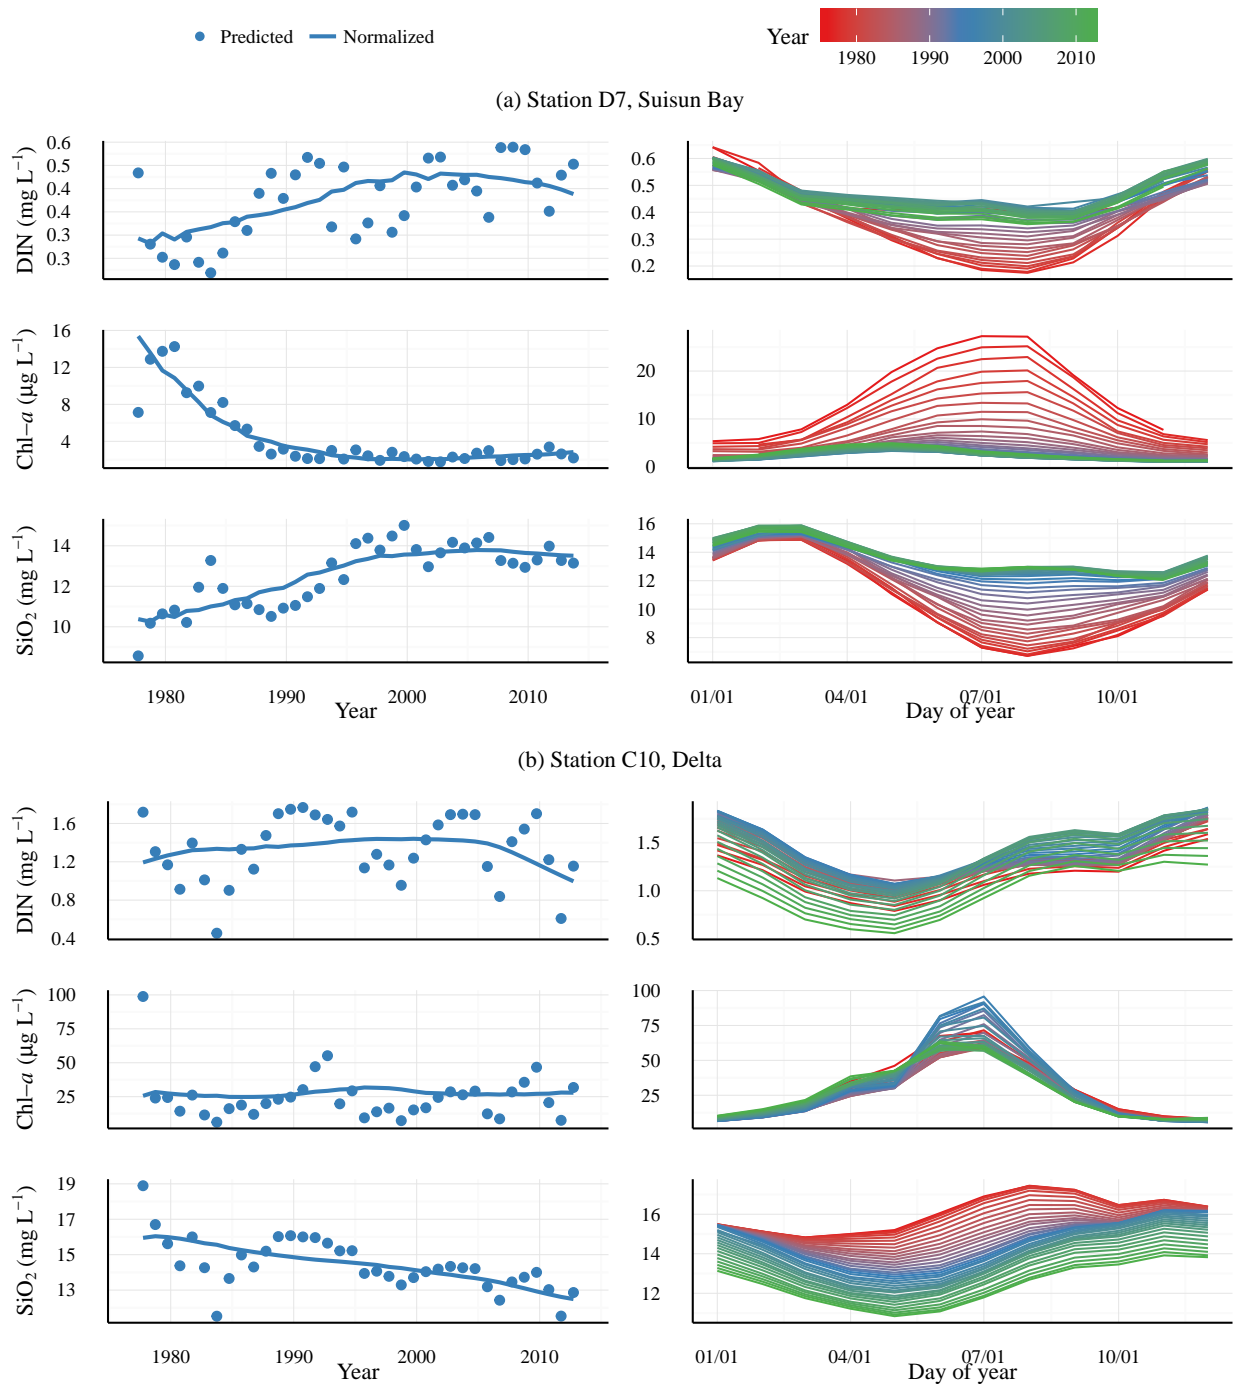 Predicted Normalized
Year
1980 1990 2000 2010
(a) Station D7, Suisun Bay
DIN (mg L⁻¹)
0.6
0.5
0.4
0.4
0.3
0.3
0.6
0.5
0.4
0.3
0.2
Chl−a (µg L⁻¹)
16
12
8
4
20
10
0
SiO₂ (mg L⁻¹)
14
12
10
16
14
12
10
8
1980 1990 2000 2010
Year
01/01 04/01 07/01 10/01
Day of year
(b) Station C10, Delta
DIN (mg L⁻¹)
1.6
1.2
0.8
0.4
1.5
1.0
0.5
Chl−a (µg L⁻¹)
100
75
50
25
100
75
50
25
SiO₂ (mg L⁻¹)
19
17
15
13
16
14
12
1980 1990 2000 2010
Year
01/01 04/01 07/01 10/01
Day of year